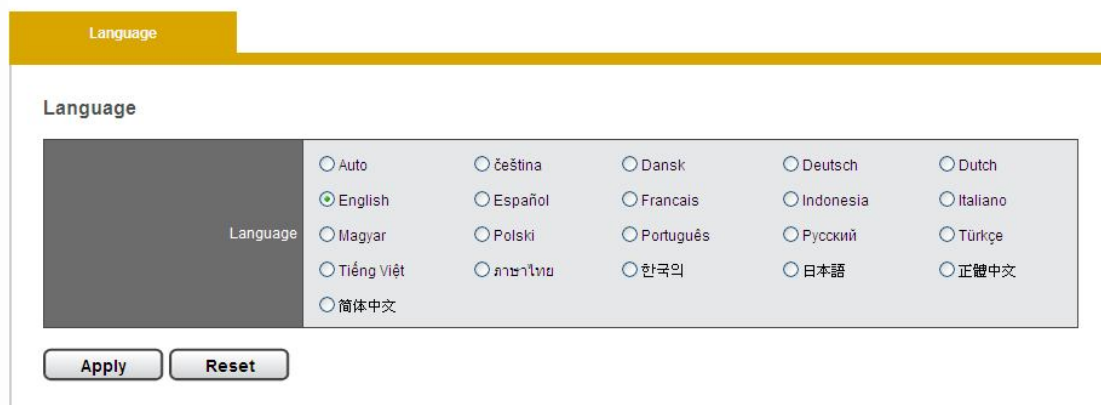 Language
Language
Auto čeština Dansk Deutsch Dutch
English Español Francais Indonesia Italiano
Language Magyar Polski Português Русский Türkçe
Tiếng Việt ภาษาไทย 한국의 日本語 正體中文
简体中文
Apply Reset